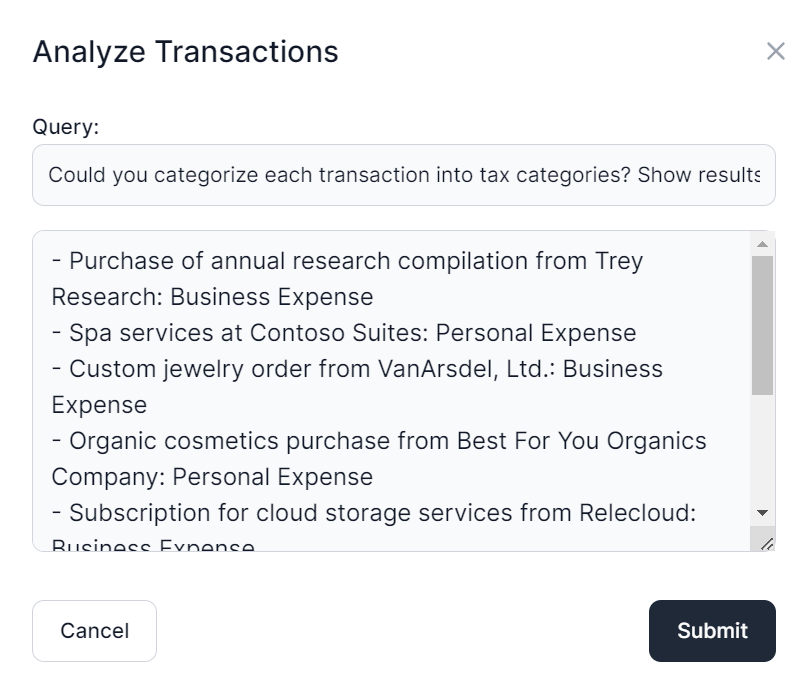 Analyze Transactions
Query:
Could you categorize each transaction into tax categories? Show results
- Purchase of annual research compilation from Trey
Research: Business Expense
- Spa services at Contoso Suites: Personal Expense
- Custom jewelry order from VanArsdel, Ltd.: Business
Expense
- Organic cosmetics purchase from Best For You Organics
Company: Personal Expense
- Subscription for cloud storage services from Relecloud:
Business Expense
Cancel
Submit